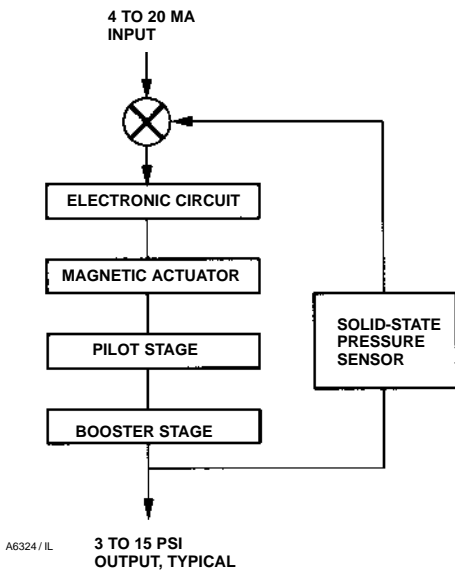 4 TO 20 MA
INPUT
ELECTRONIC CIRCUIT
MAGNETIC ACTUATOR
PILOT STAGE
BOOSTER STAGE
SOLID-STATE
PRESSURE
SENSOR
A6324 / IL
3 TO 15 PSI
OUTPUT, TYPICAL